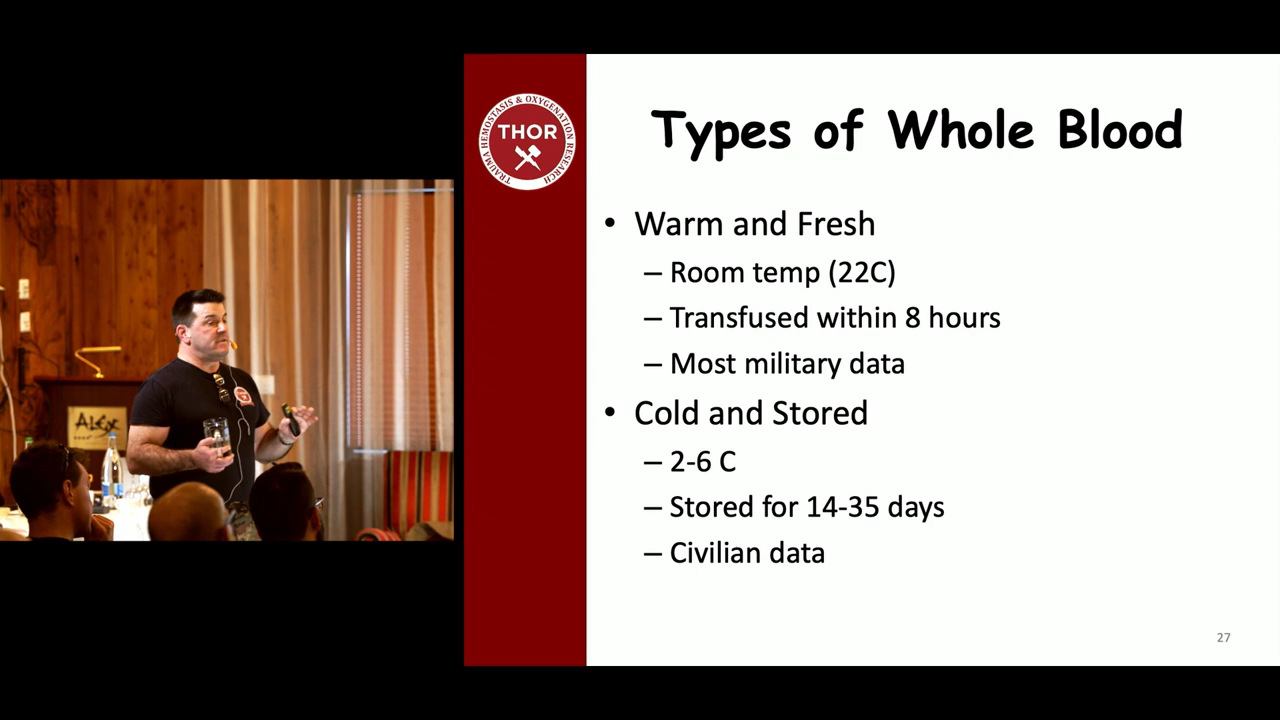 TRAUMA HEMOSTASIS & OXYGENATION RESEARCH
THOR
Types of Whole Blood
• Warm and Fresh
– Room temp (22C)
– Transfused within 8 hours
– Most military data
• Cold and Stored
– 2-6 C
– Stored for 14-35 days
– Civilian data
27
ALEX